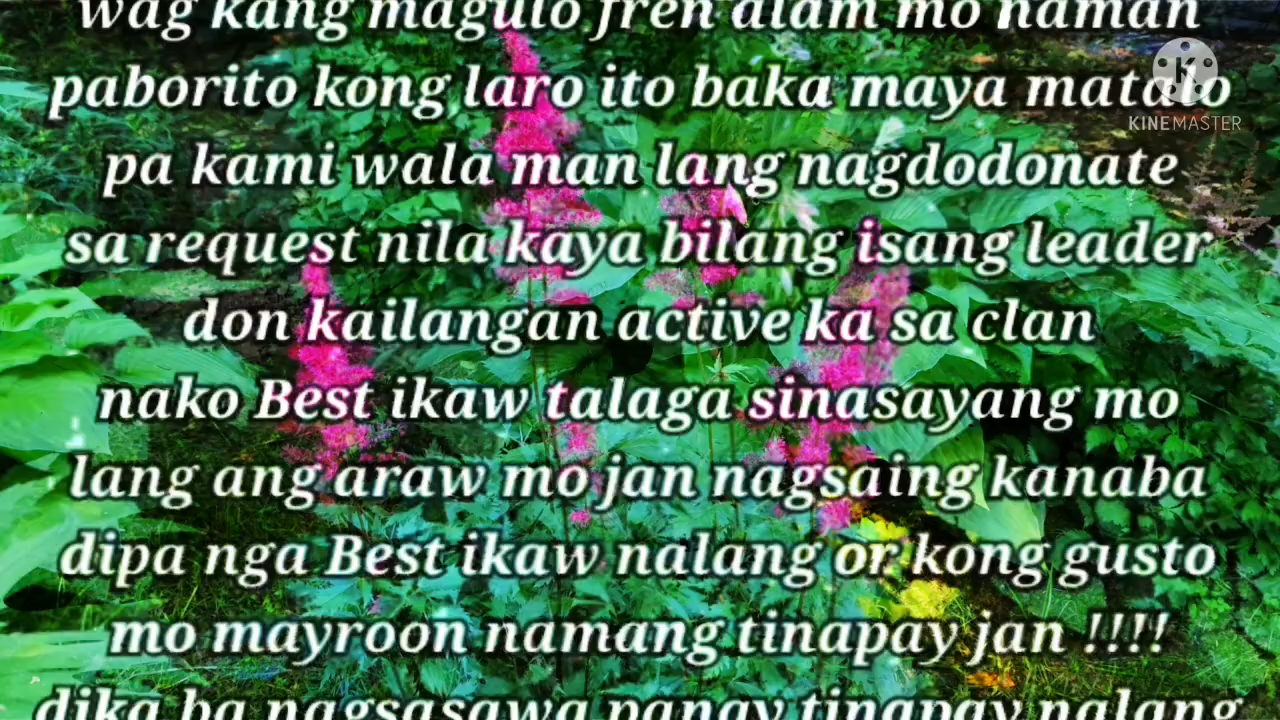 wag kang magulo fren alam mo naman
paborito kong laro ito baka maya matalo
pa kami wala man lang nagdodonate
sa request nila kaya bilang isang leader
don kailangan active ka sa clan
nako Best ikaw talaga sinasayang mo
lang ang araw mo jan nagsaing kanaba
dipa nga Best ikaw nalang or kong gusto
mo mayroon namang tinapay jan !!!!
dika ba nagsasawa panay tinapay nalang
K
KINEMASTER